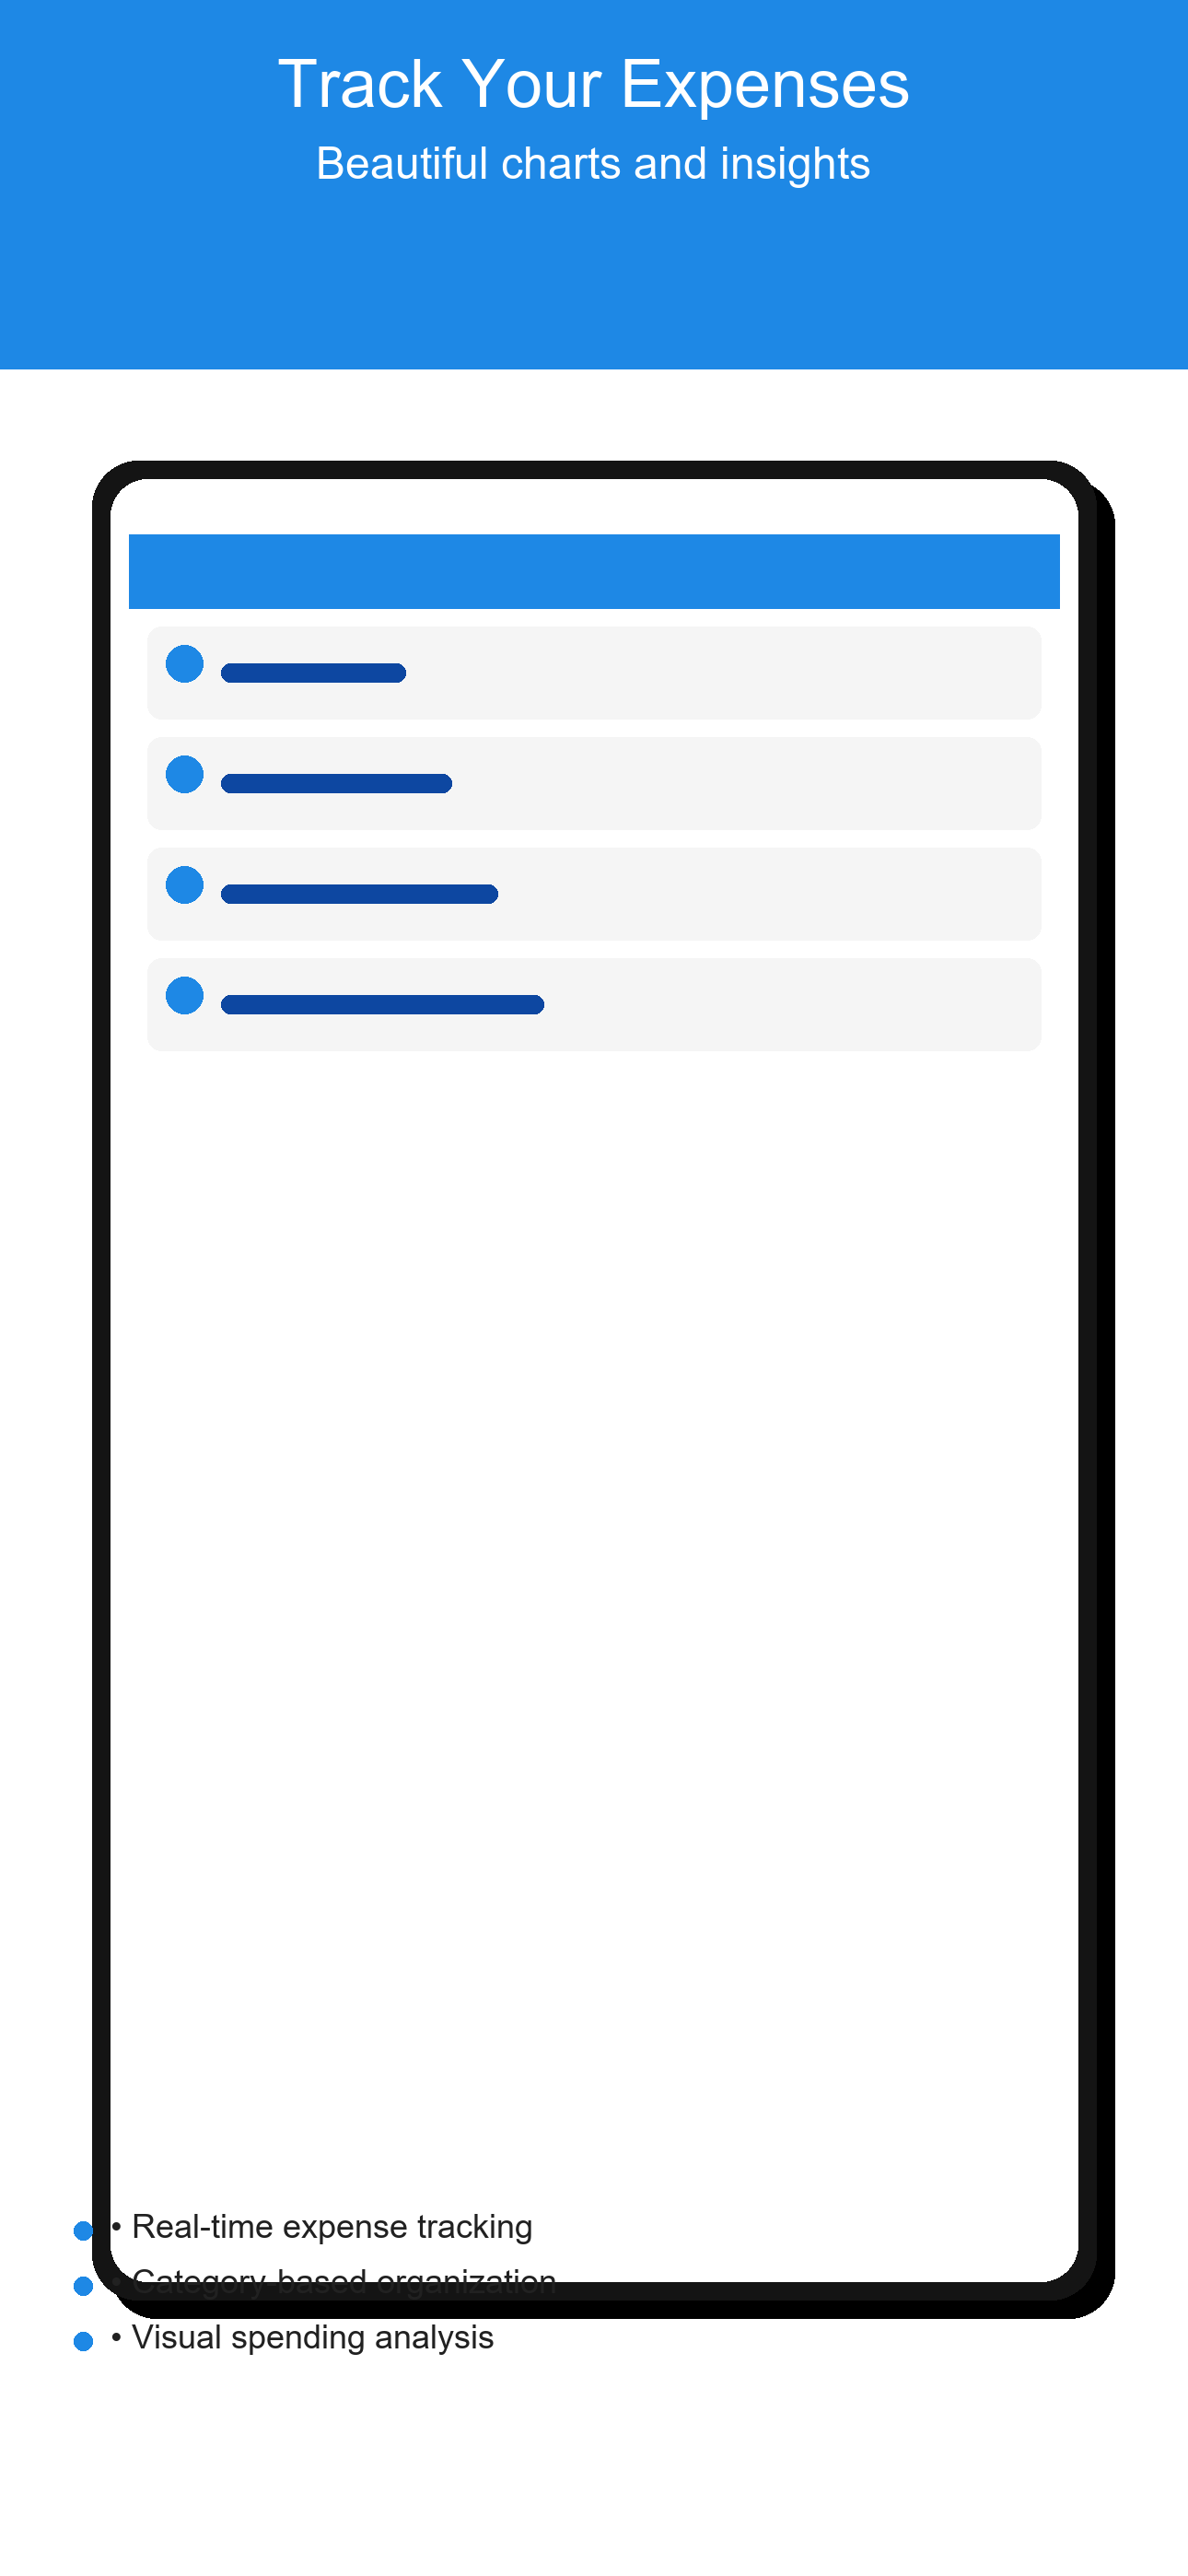 Track Your Expenses
Beautiful charts and insights
• Real-time expense tracking
• Category-based organization
• Visual spending analysis